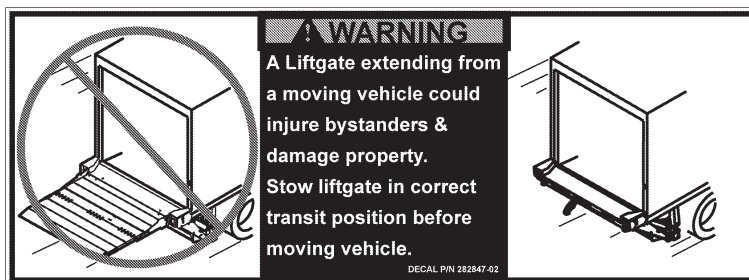 WARNING
A Liftgate extending from
a moving vehicle could
injure bystanders &
damage property.
Stow liftgate in correct
transit position before
moving vehicle.
DECAL P/N 282847-02